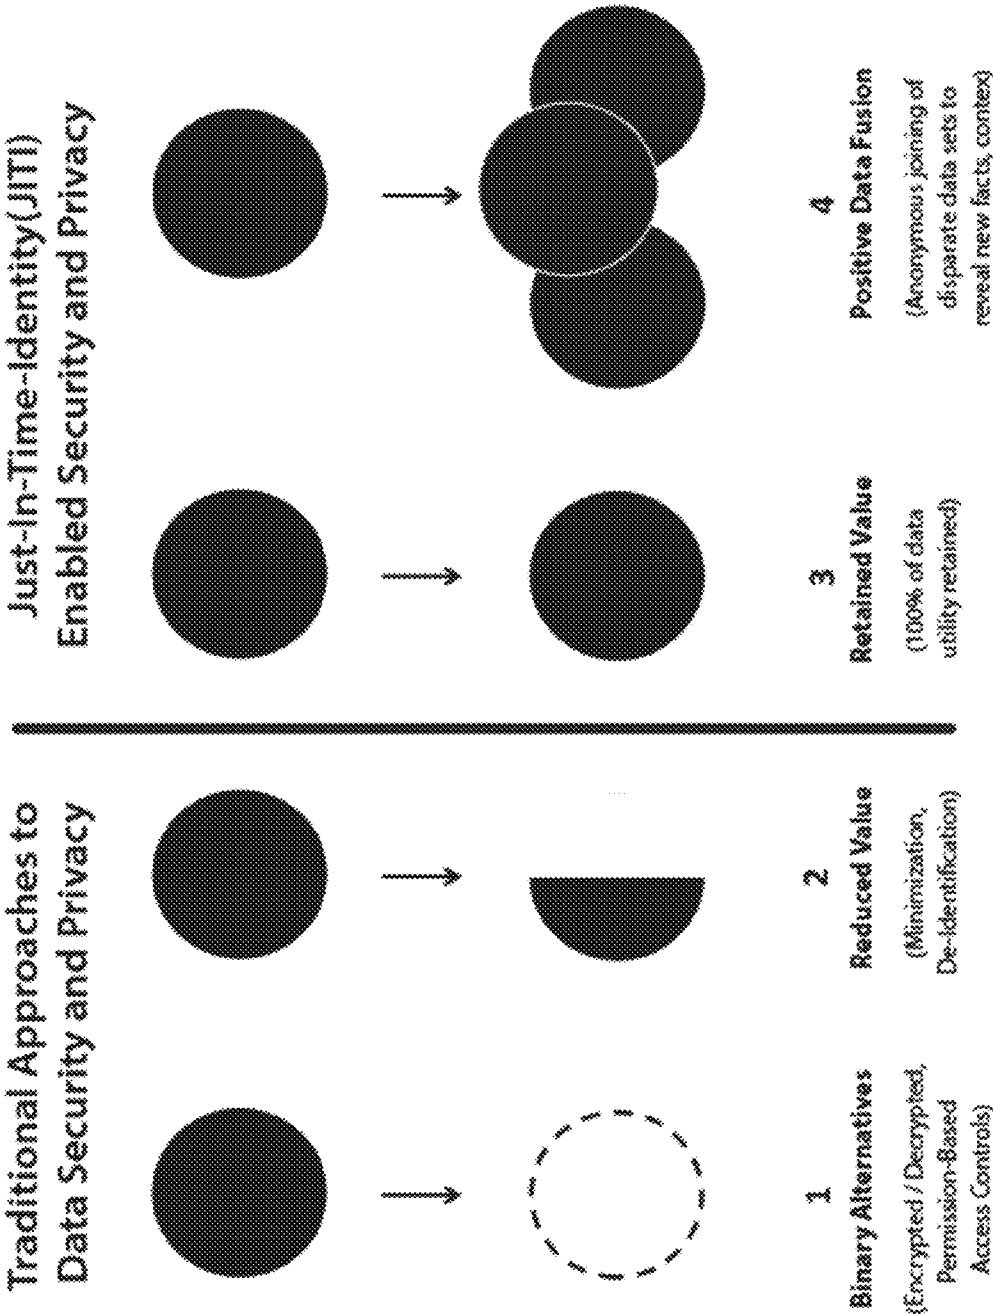 Traditional Approaches to
Data Security and Privacy
Just-In-Time-Identity(JITI)
Enabled Security and Privacy
1
Binary Alternatives
(Encrypted / Decrypted,
Permission-Based
Access Controls)
2
Reduced Value
(Minimization,
De-Identification)
3
Retained Value
(100% of data
utility retained)
4
Positive Data Fusion
(Anonymous joining of
disparate data sets to
reveal new facts, contex)